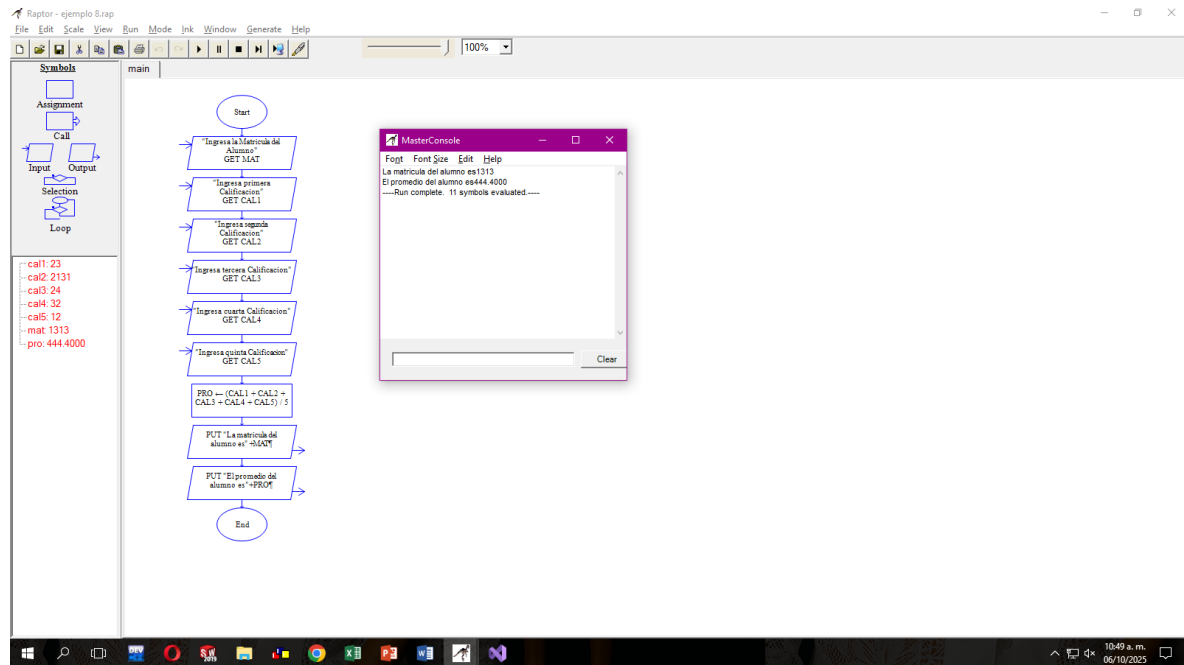 Raptor - ejemplo 8.rap
File Edit Scale View Run Mode Ink Window Generate Help
100%
Symbols
Assignment
Call
Input Output
Selection
Loop
cal1: 23
cal2: 2131
cal3: 24
cal4: 32
cal5: 12
mat: 1313
pro: 444.4000
main
Start
"Ingresa la Matricula del
Alumno"
GET MAT
"Ingresa primera
Calificacion"
GET CAL1
"Ingresa segunda
Calificacion"
GET CAL2
Ingresa tercera Calificacion"
GET CAL3
"Ingresa cuarta Calificacion"
GET CAL4
"Ingresa quinta Calificacion"
GET CAL5
PRO ← (CAL1 + CAL2 +
CAL3 + CAL4 + CAL5) / 5
PUT "La matricula del
alumno es" +MAT¶
PUT "El promedio del
alumno es"+PRO¶
End
MasterConsole
Font Font Size Edit Help
La matricula del alumno es1313
El promedio del alumno es444.4000
----Run complete. 11 symbols evaluated.----
Clear
DEV
SW
2019
10:49 a. m.
06/10/2025